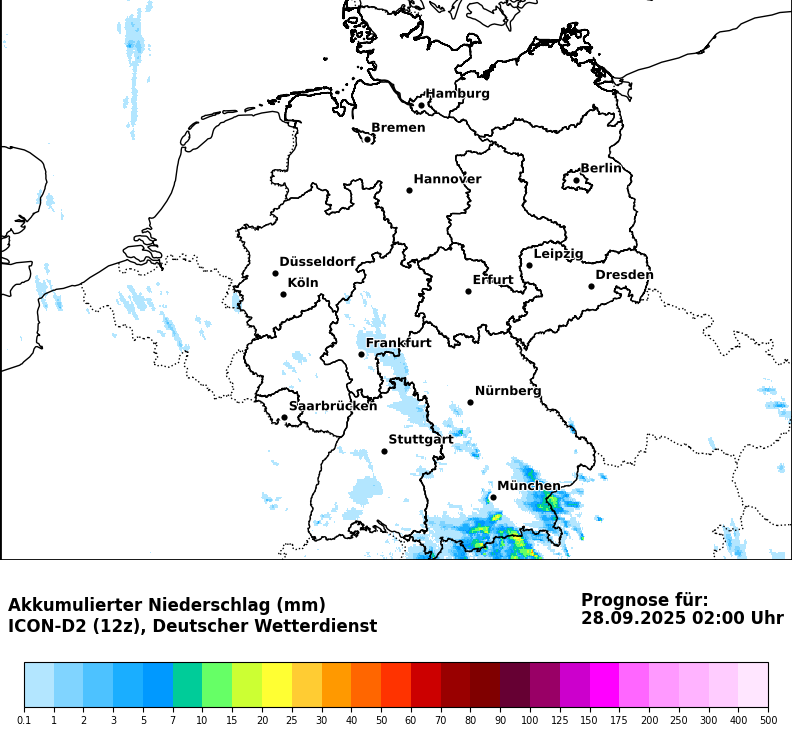 Hamburg
Bremen
Berlin
Hannover
Leipzig
Düsseldorf
Dresden
Köln
Erfurt
Frankfurt
Nürnberg
Saarbrücken
Stuttgart
München
Akkumulierter Niederschlag (mm)
ICON-D2 (12z), Deutscher Wetterdienst
Prognose für:
28.09.2025 02:00 Uhr
0.1 1 2 3 5 7 10 15 20 25 30 40 50 60 70 80 90 100 125 150 175 200 250 300 400 500